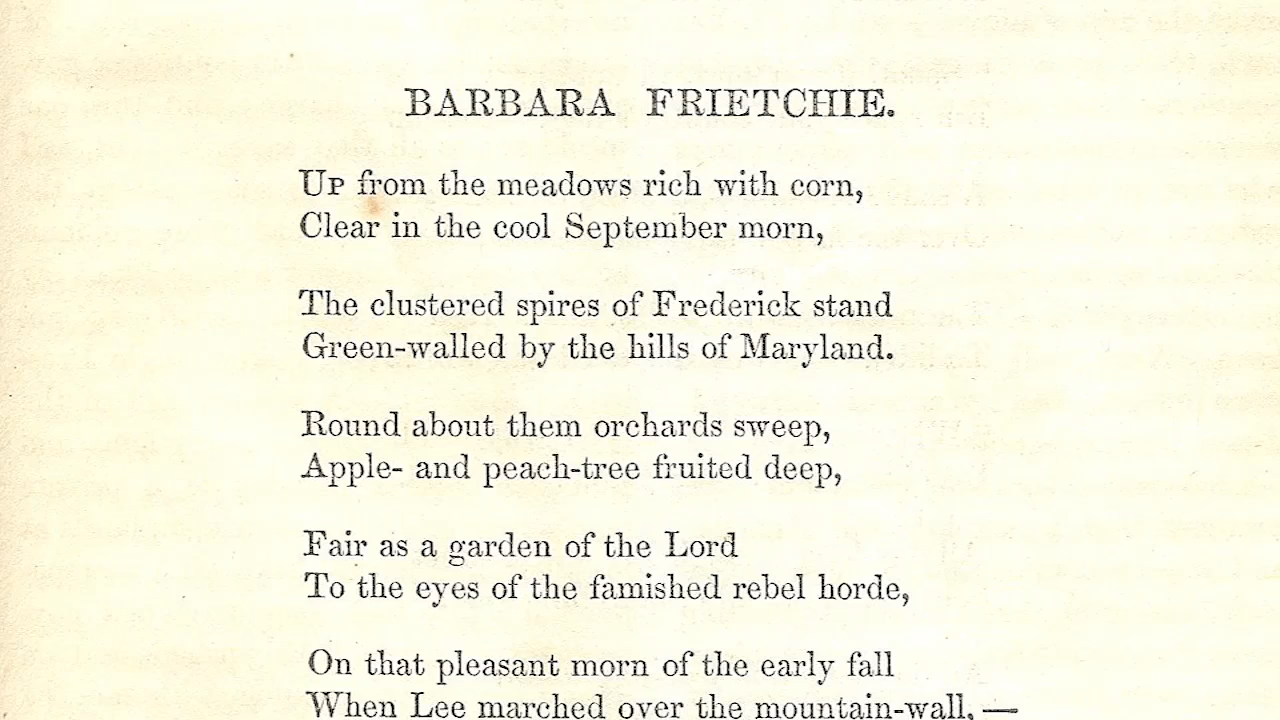 BARBARA FRIETCHIE.
Up from the meadows rich with corn,
Clear in the cool September morn,
The clustered spires of Frederick stand
Green-walled by the hills of Maryland.
Round about them orchards sweep,
Apple- and peach-tree fruited deep,
Fair as a garden of the Lord
To the eyes of the famished rebel horde,
On that pleasant morn of the early fall
When Lee marched over the mountain-wall,—